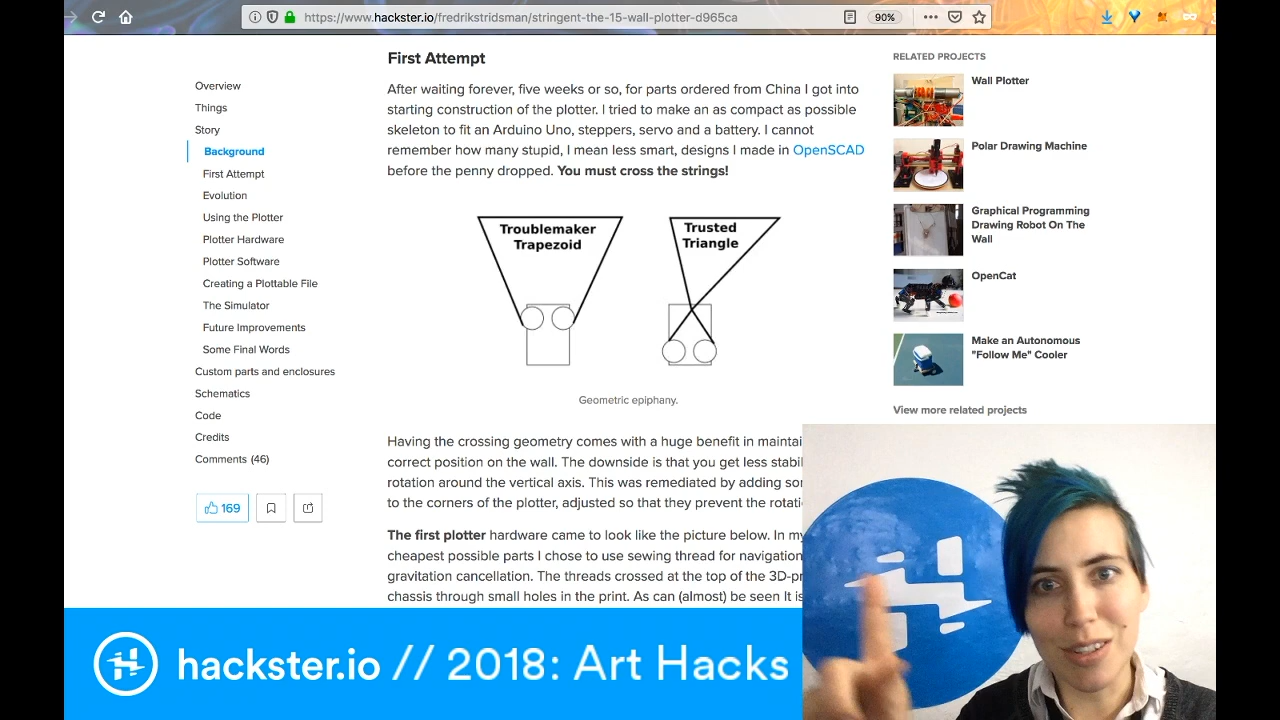 https://www.hackster.io/fredrikstridsman/stringent-the-15-wall-plotter-d965ca
90%
Overview
Things
Story
Background
First Attempt
Evolution
Using the Plotter
Plotter Hardware
Plotter Software
Creating a Plottable File
The Simulator
Future Improvements
Some Final Words
Custom parts and enclosures
Schematics
Code
Credits
Comments (46)
169
First Attempt
After waiting forever, five weeks or so, for parts ordered from China I got into
starting construction of the plotter. I tried to make an as compact as possible
skeleton to fit an Arduino Uno, steppers, servo and a battery. I cannot
remember how many stupid, I mean less smart, designs I made in OpenSCAD
before the penny dropped. You must cross the strings!
Troublemaker
Trapezoid
Trusted
Triangle
Geometric epiphany.
Having the crossing geometry comes with a huge benefit in maintai
correct position on the wall. The downside is that you get less stabil
rotation around the vertical axis. This was remediated by adding so
to the corners of the plotter, adjusted so that they prevent the rotati
The first plotter hardware came to look like the picture below. In my
cheapest possible parts I chose to use sewing thread for navigation
gravitation cancellation. The threads crossed at the top of the 3D-pr
chassis through small holes in the print. As can (almost) be seen It is
RELATED PROJECTS
Wall Plotter
Polar Drawing Machine
Graphical Programming
Drawing Robot On The
Wall
OpenCat
Make an Autonomous
"Follow Me" Cooler
View more related projects
hackster.io // 2018: Art Hacks